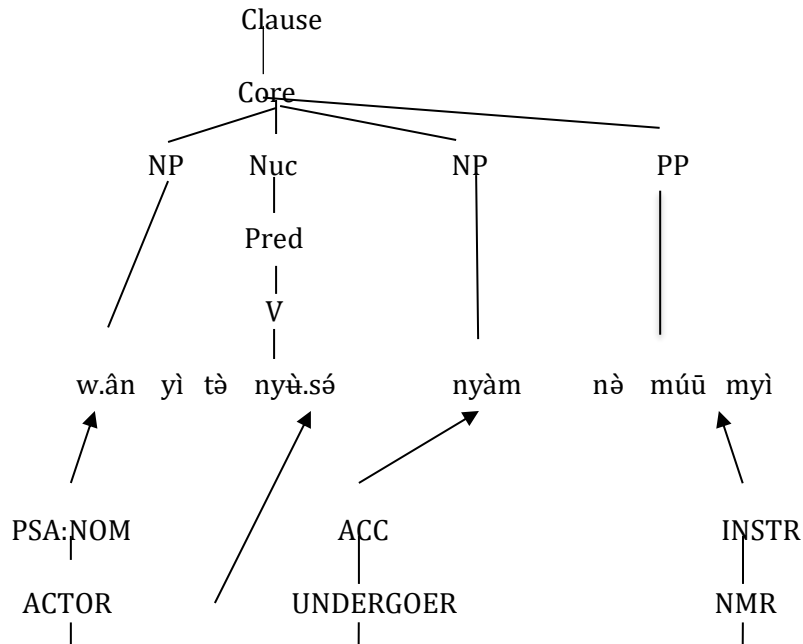 Clause
Core
NP Nuc NP PP
Pred
V
w.ân yì tə̀ nyʉ̀.sə́ nyàm nə̀ múū myì
PSA:NOM ACC INSTR
ACTOR UNDERGOER NMR